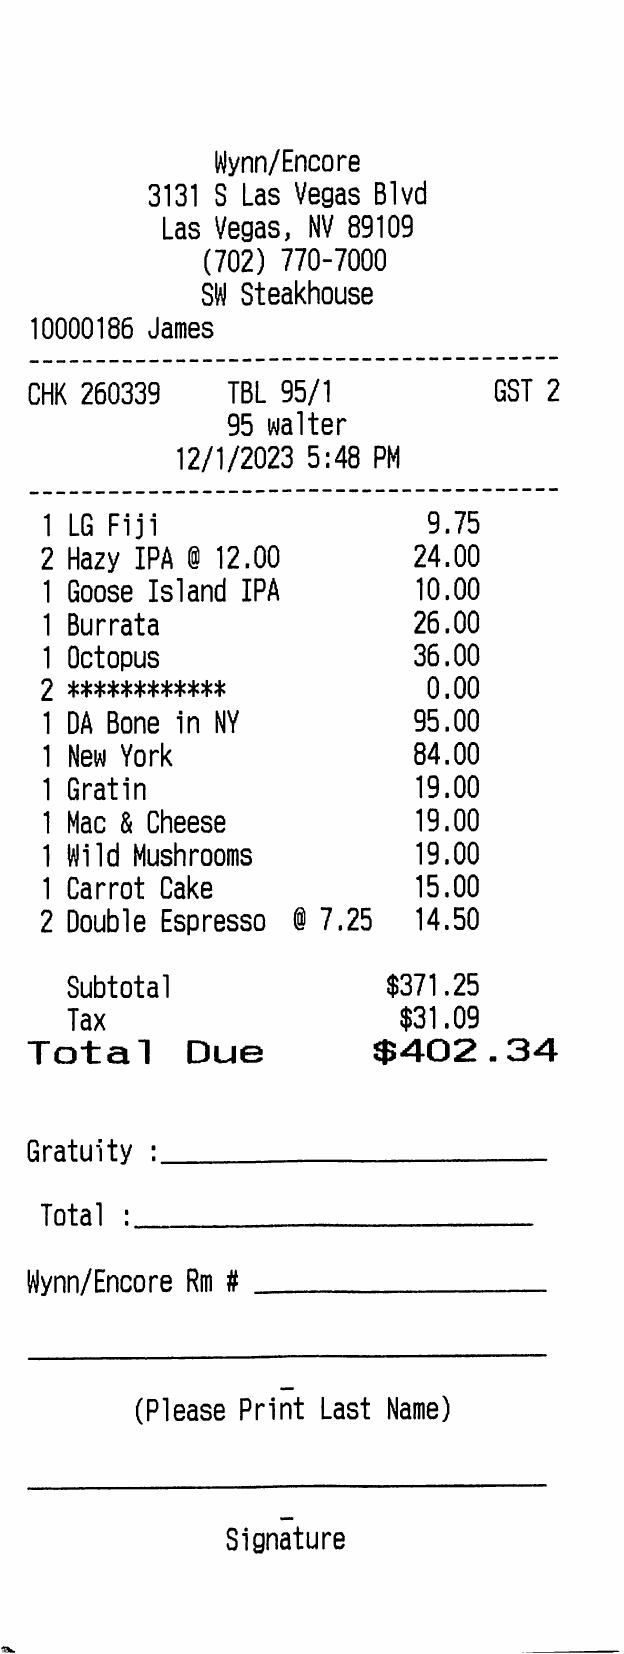 Wynn/Encore
3131 S Las Vegas Blvd
Las Vegas, NV 89109
(702) 770-7000
SW Steakhouse
10000186 James
CHK 260339 TBL 95/1 GST 2
95 walter
12/1/2023 5:48 PM
1 LG Fiji 9.75
2 Hazy IPA @ 12.00 24.00
1 Goose Island IPA 10.00
1 Burrata 26.00
1 Octopus 36.00
2 ************ 0.00
1 DA Bone in NY 95.00
1 New York 84.00
1 Gratin 19.00
1 Mac & Cheese 19.00
1 Wild Mushrooms 19.00
1 Carrot Cake 15.00
2 Double Espresso @ 7.25 14.50
Subtotal $371.25
Tax $31.09
Total Due $402.34
Gratuity :
Total :
Wynn/Encore Rm #
(Please Print Last Name)
Signature